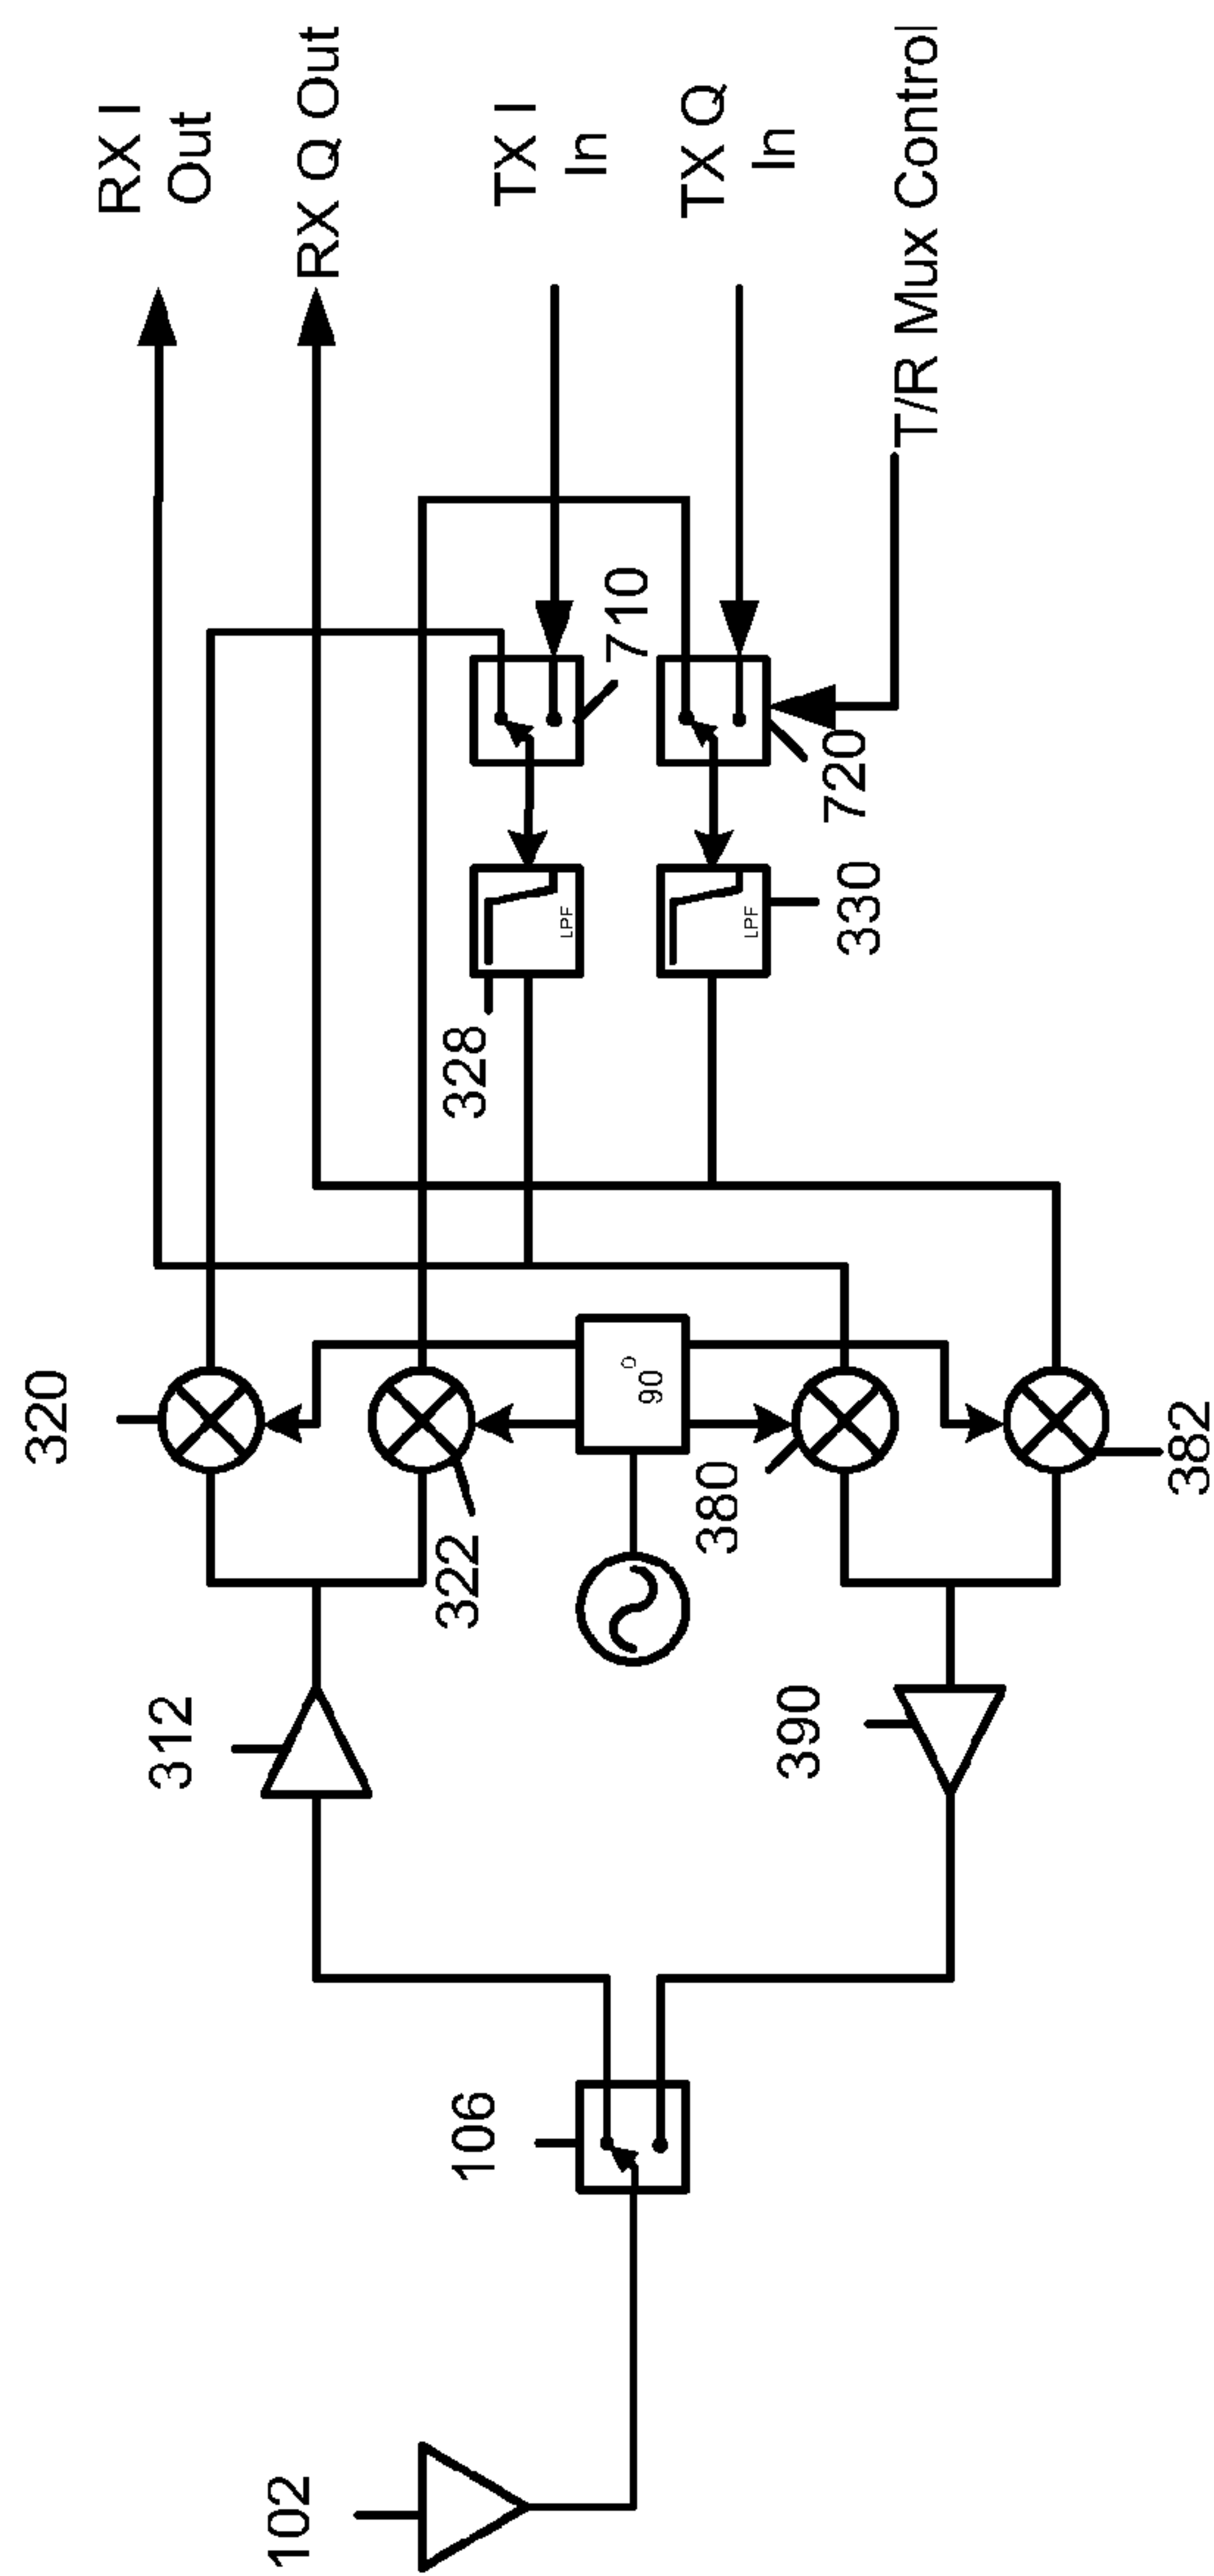 RX I
Out
RX Q Out
TX I
In
TX Q
In
T/R Mux Control
710
720
LPF
LPF
328
330
320
322
90°
380
382
312
390
106
102